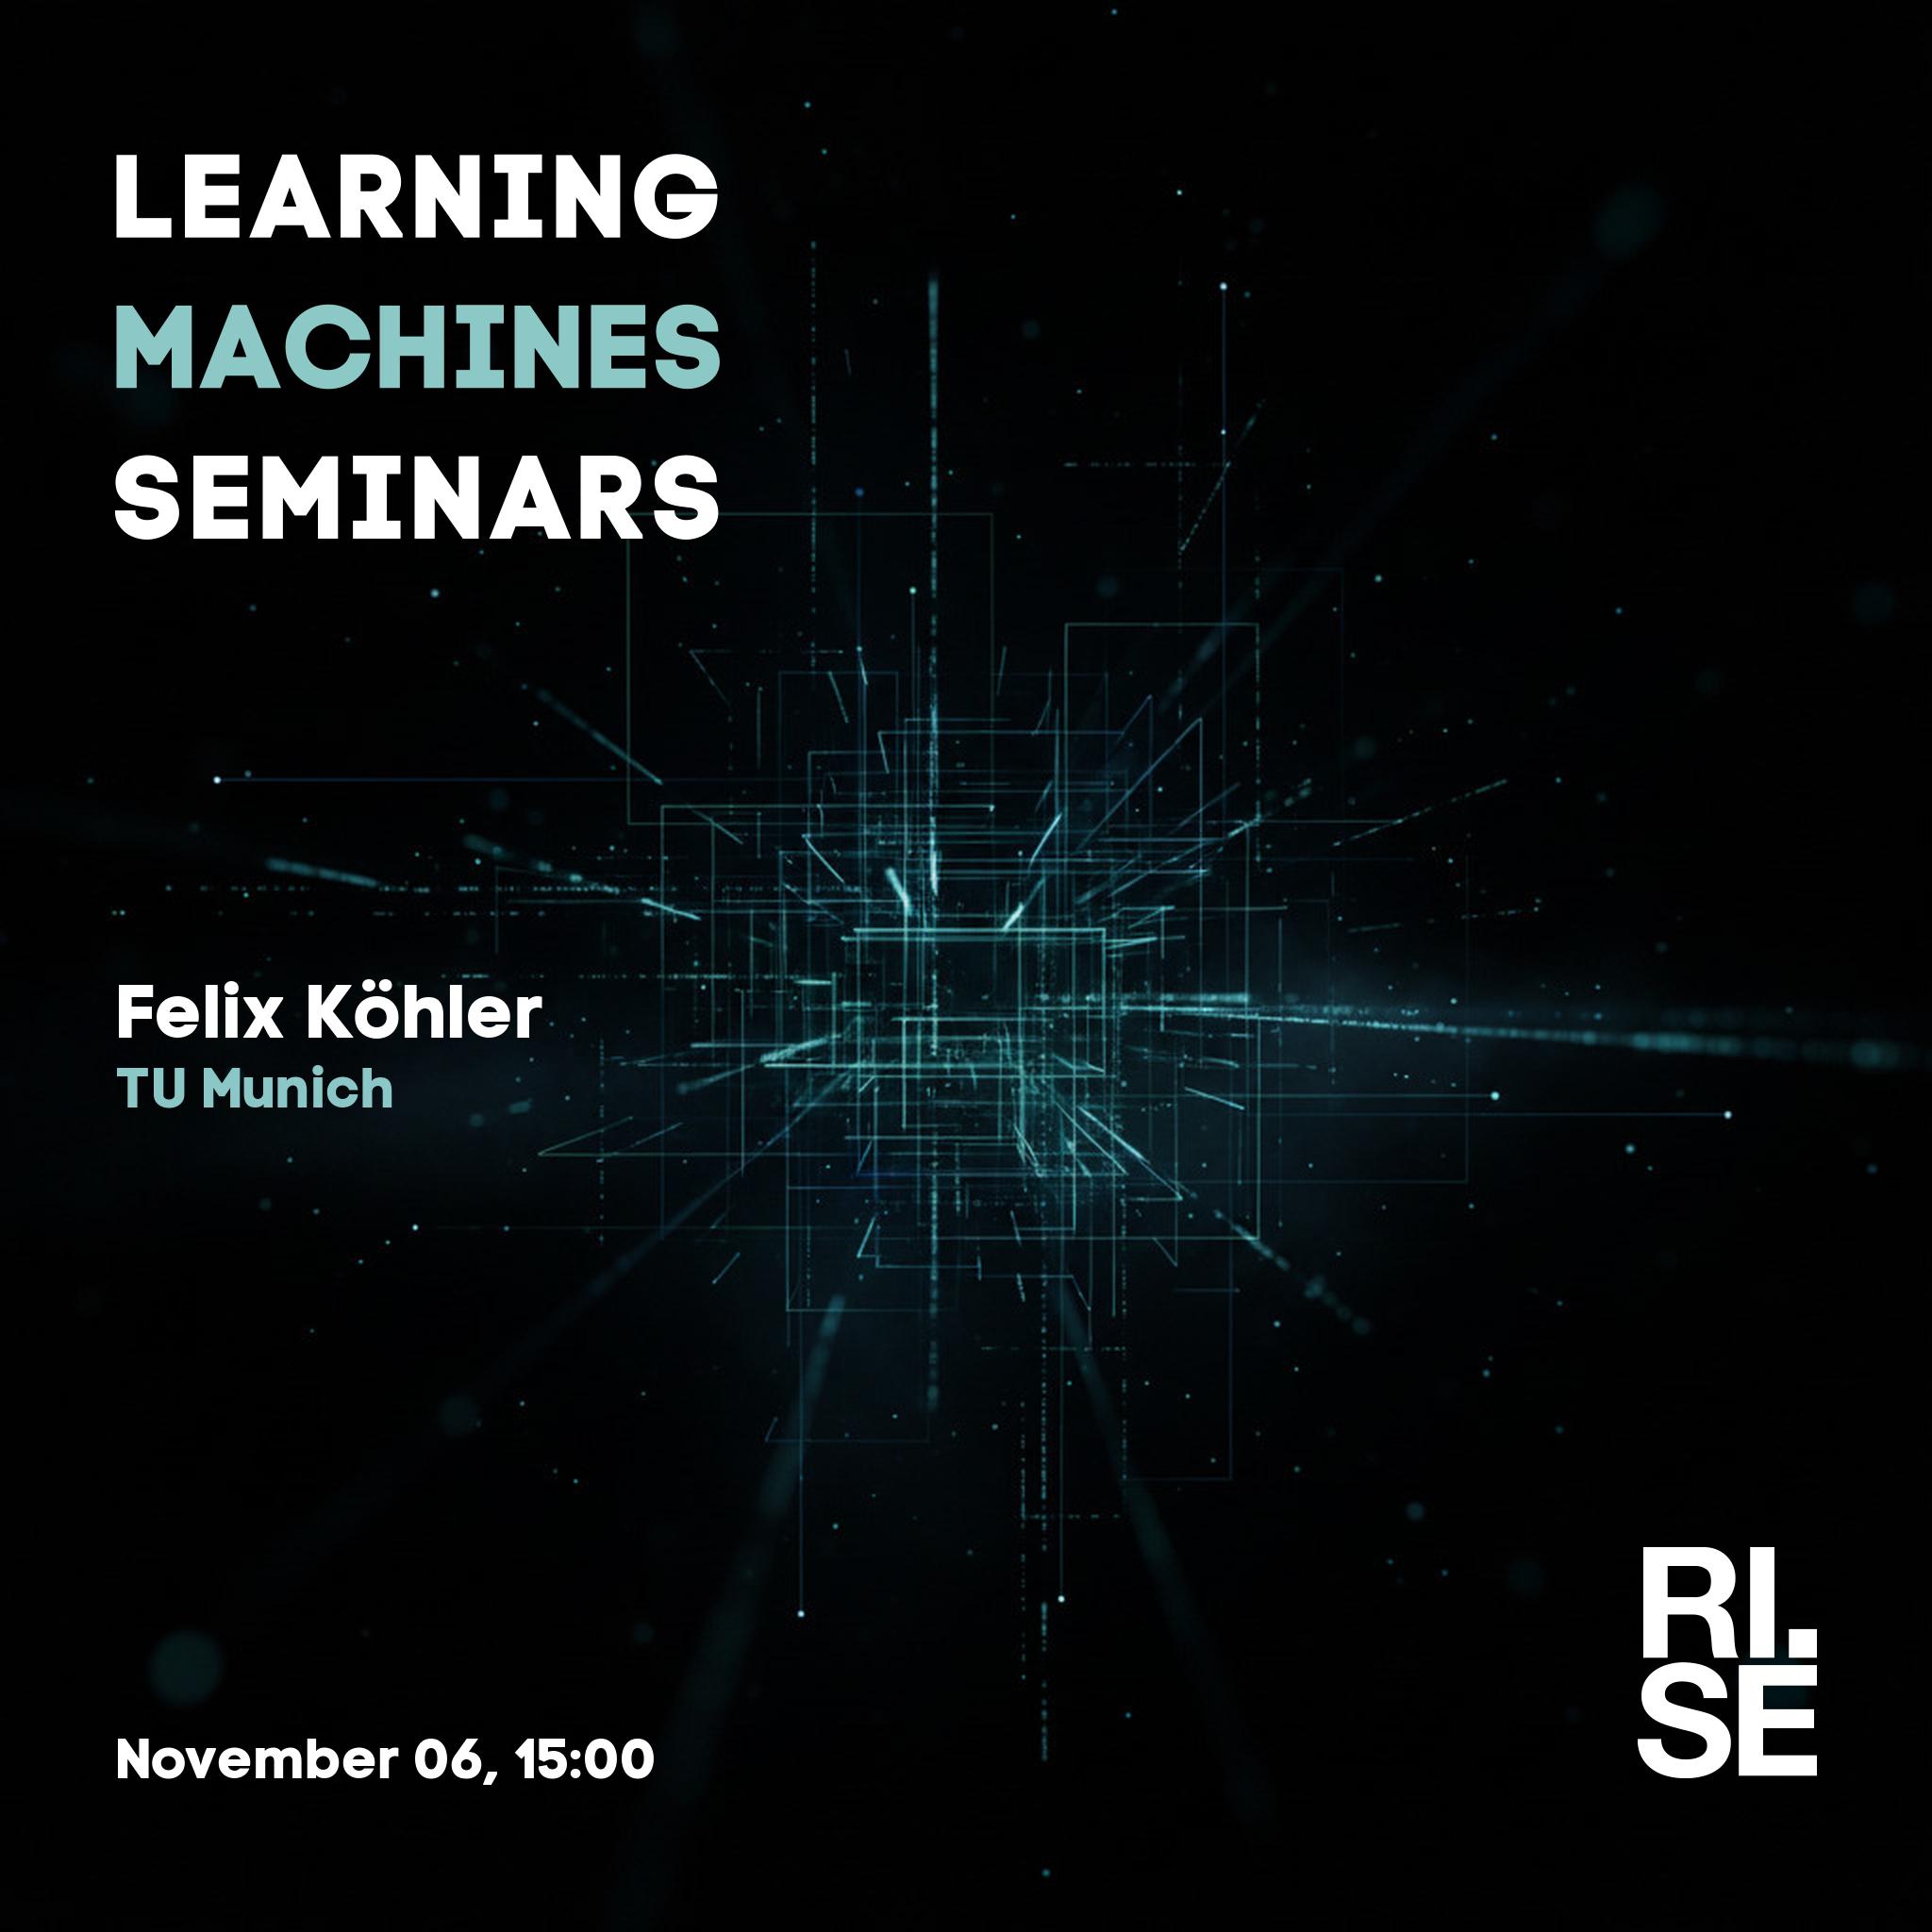 LEARNING
MACHINES
SEMINARS
Felix Köhler
TU Munich
November 06, 15:00
RI.
SE